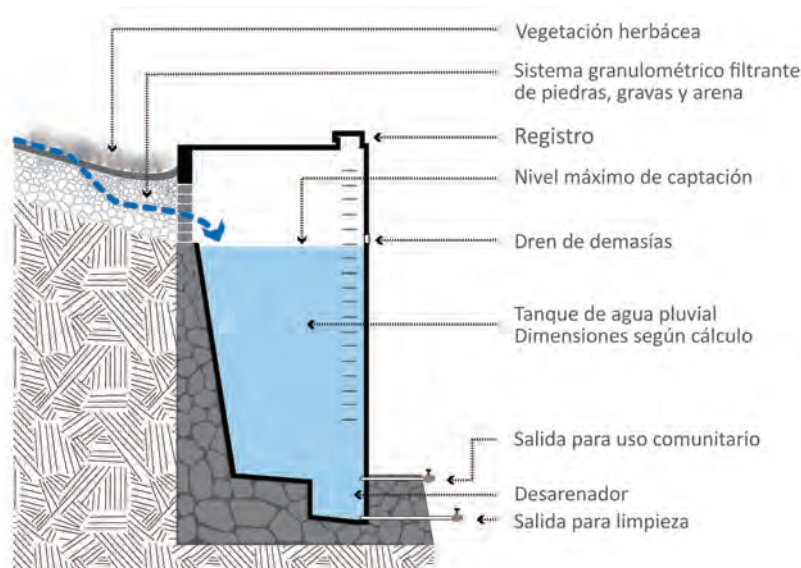 Vegetación herbácea
Sistema granulométrico filtrante
de piedras, gravas y arena
Registro
Nivel máximo de captación
Dren de demasías
Tanque de agua pluvial
Dimensiones según cálculo
Salida para uso comunitario
Desarenador
Salida para limpieza